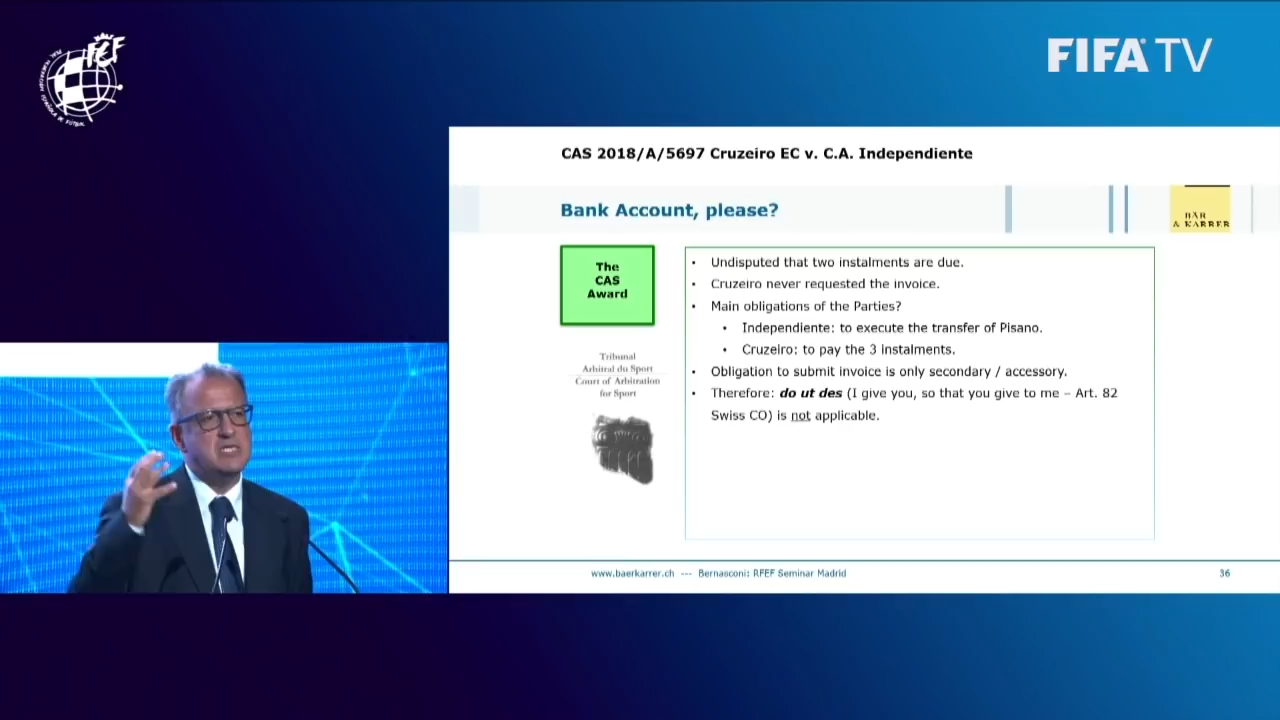 RFEF
FIFA TV
CAS 2018/A/5697 Cruzeiro EC v. C.A. Independiente
Bank Account, please?
BÄR
& KARRER
The
CAS
Award
Tribunal
Arbitral du Sport
Court of Arbitration
for Sport
• Undisputed that two instalments are due.
• Cruzeiro never requested the invoice.
• Main obligations of the Parties?
• Independiente: to execute the transfer of Pisano.
• Cruzeiro: to pay the 3 instalments.
• Obligation to submit invoice is only secondary / accessory.
• Therefore: do ut des (I give you, so that you give to me – Art. 82
Swiss CO) is not applicable.
www.baerkarrer.ch --- Bernasconi: RFEF Seminar Madrid
36